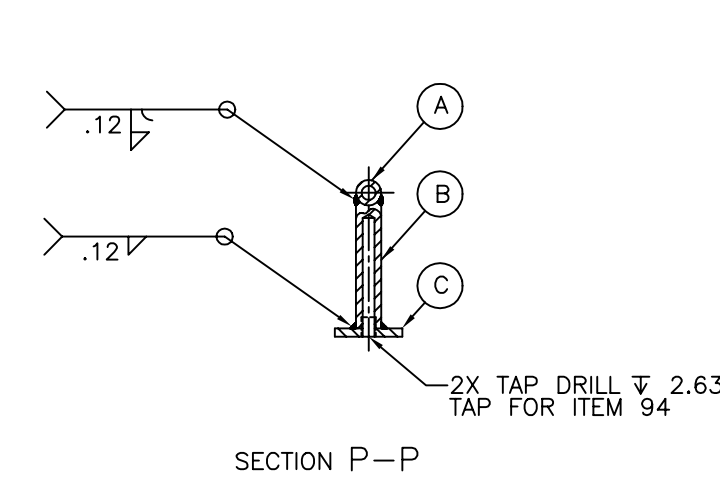 A
.12
B
.12
C
2X TAP DRILL ↧ 2.63
TAP FOR ITEM 94
SECTION P-P